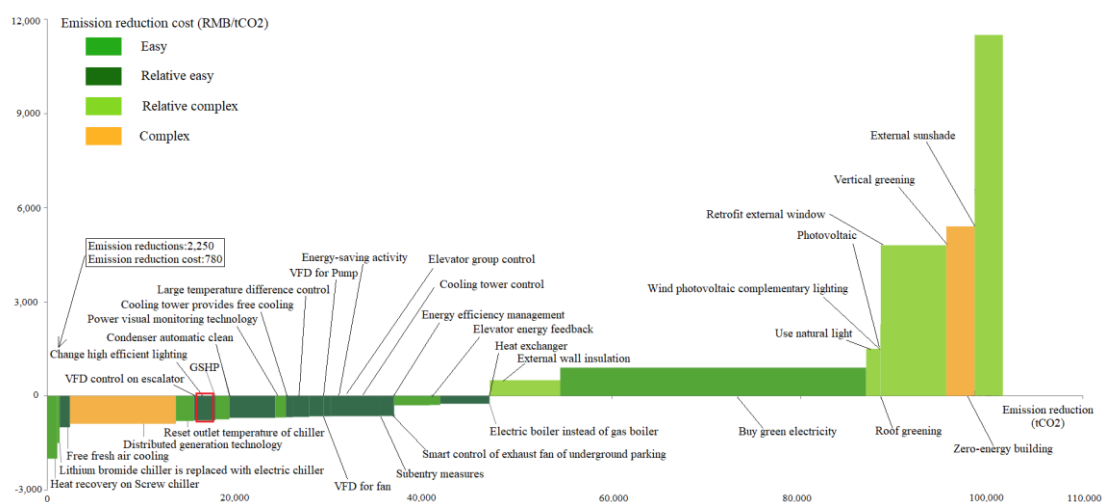 12,000
Emission reduction cost (RMB/tCO2)
Easy
Relative easy
Relative complex
Complex
9,000
6,000
3,000
0
-3,000
External sunshade
Vertical greening
Retrofit external window
Photovoltaic
Wind photovoltaic complementary lighting
Use natural light
Emission reductions:2,250
Emission reduction cost:780
Energy-saving activity
Elevator group control
VFD for Pump
Cooling tower control
Large temperature difference control
Cooling tower provides free cooling
Energy efficiency management
Power visual monitoring technology
Elevator energy feedback
Condenser automatic clean
Heat exchanger
Change high efficient lighting
External wall insulation
GSHP
VFD control on escalator
Emission reduction
(tCO2)
Reset outlet temperature of chiller
Electric boiler instead of gas boiler
Buy green electricity
Roof greening
Distributed generation technology
Zero-energy building
Free fresh air cooling
Smart control of exhaust fan of underground parking
Lithium bromide chiller is replaced with electric chiller
Subentry measures
Heat recovery on Screw chiller
VFD for fan
0
20,000
40,000
60,000
80,000
100,000
110,000